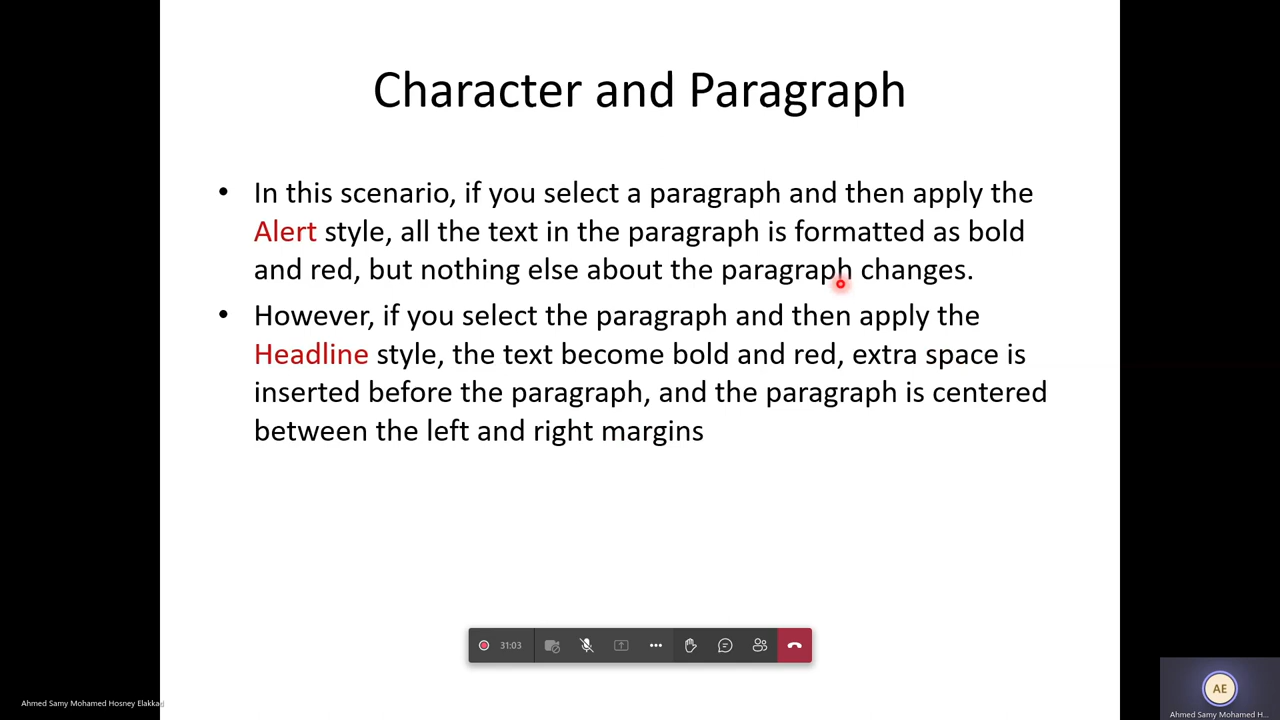 Character and Paragraph
• In this scenario, if you select a paragraph and then apply the
Alert style, all the text in the paragraph is formatted as bold
and red, but nothing else about the paragraph changes.
• However, if you select the paragraph and then apply the
Headline style, the text become bold and red, extra space is
inserted before the paragraph, and the paragraph is centered
between the left and right margins
31:03
AE
Ahmed Samy Mohamed Hosney Elakkad
Ahmed Samy Mohamed H...